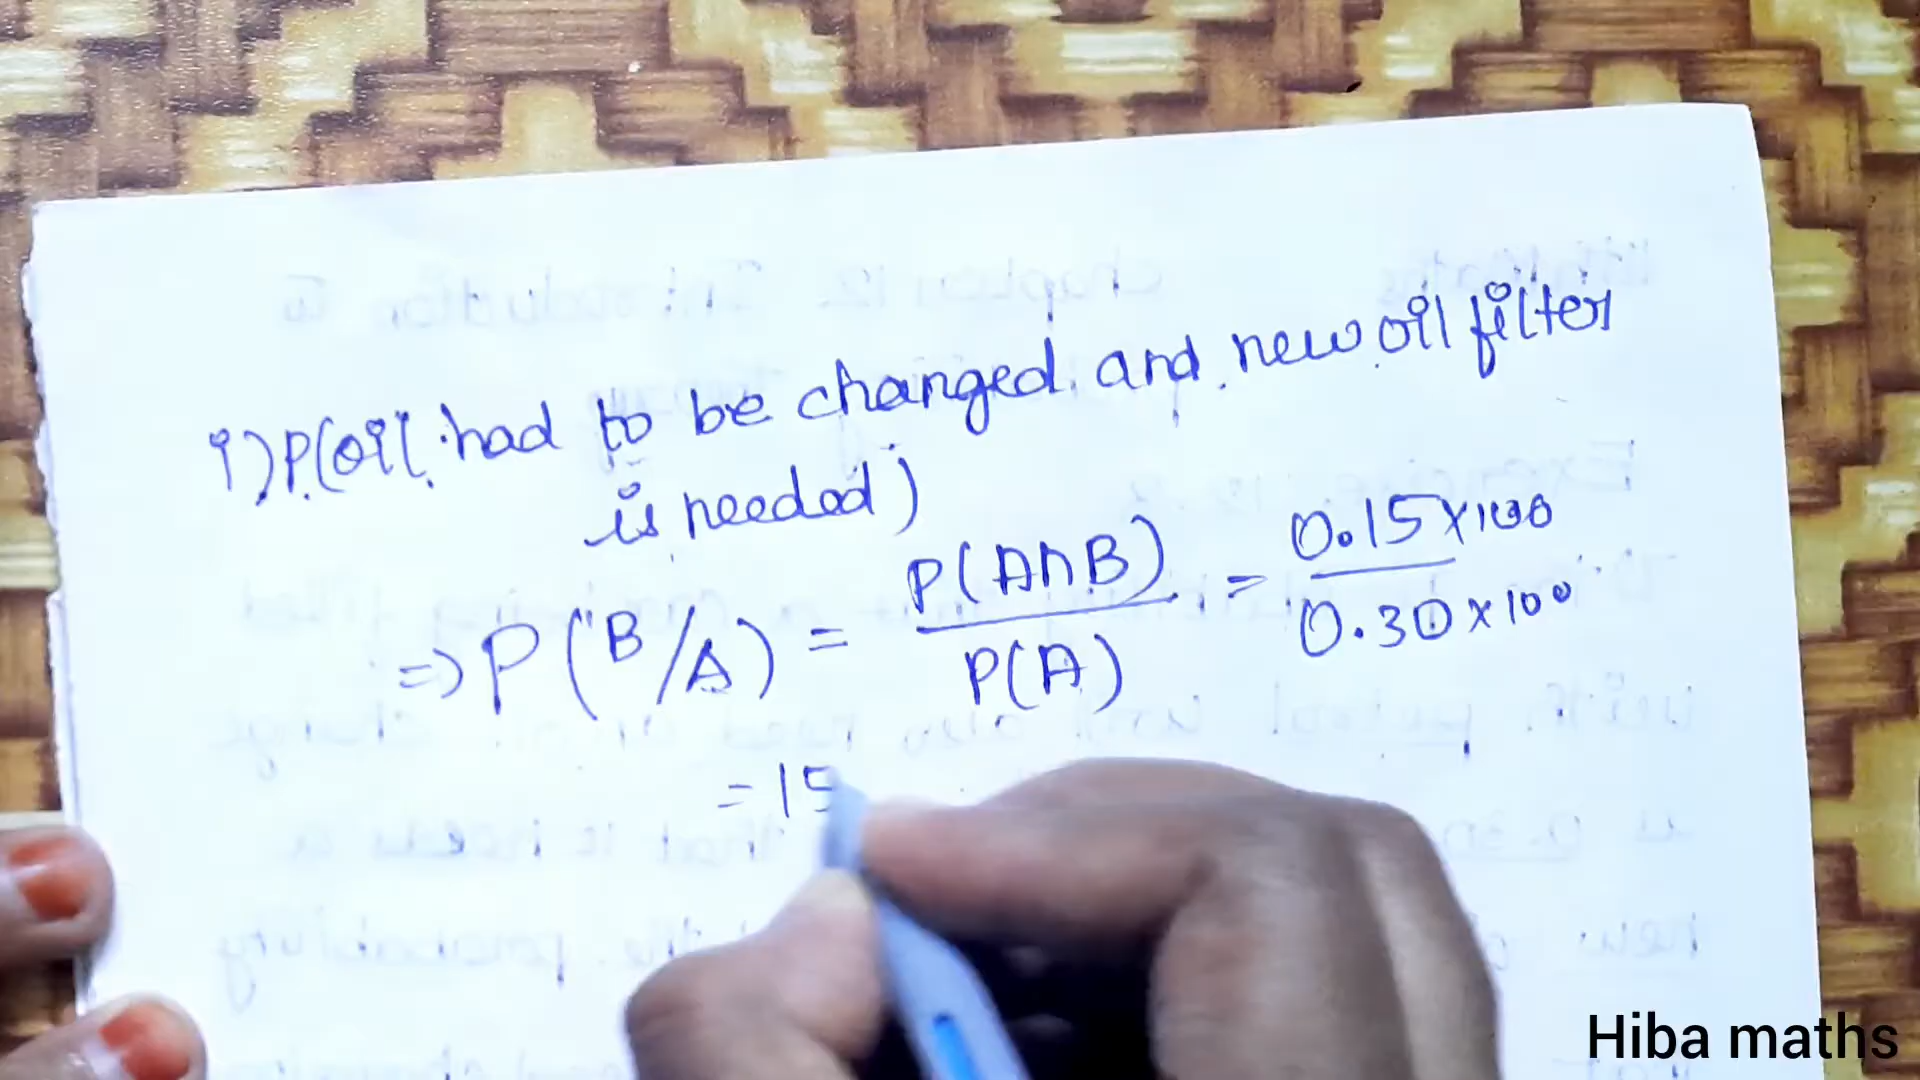 i) P(oil had to be changed and new oil filter
is needed)
=> P(B/A) = P(A∩B) / P(A) = 0.15×100 / 0.30×100
= 15
Hiba maths